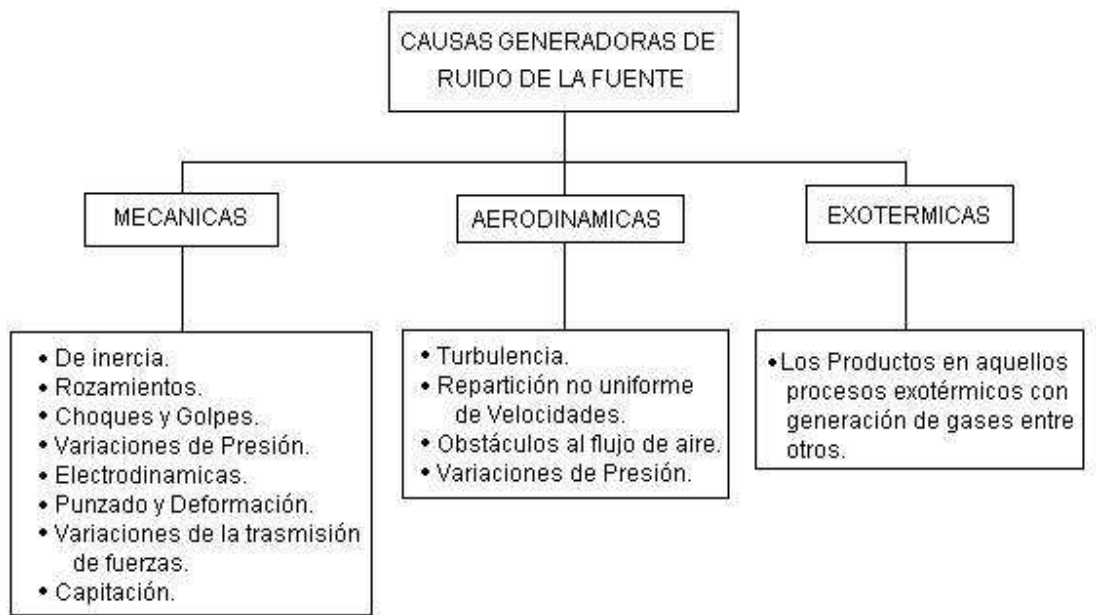 CAUSAS GENERADORAS DE
RUIDO DE LA FUENTE
MECANICAS
AERODINAMICAS
EXOTERMICAS
• De inercia.
• Rozamientos.
• Choques y Golpes.
• Variaciones de Presión.
• Electrodinamicas.
• Punzado y Deformación.
• Variaciones de la trasmisión
de fuerzas.
• Capitación.
• Turbulencia.
• Repartición no uniforme
de Velocidades.
• Obstáculos al flujo de aire.
• Variaciones de Presión.
• Los Productos en aquellos
procesos exotérmicos con
generación de gases entre
otros.